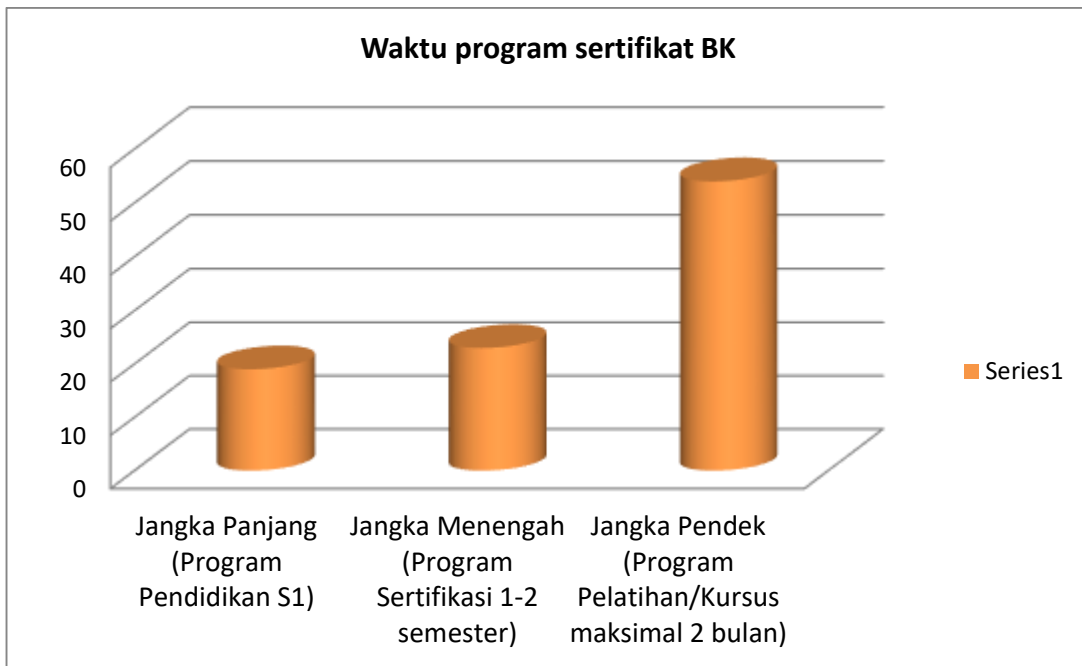 Waktu program sertifikat BK
60
50
40
30
20
10
0
Series1
Jangka Panjang
(Program
Pendidikan S1)
Jangka Menengah
(Program
Sertifikasi 1-2
semester)
Jangka Pendek
(Program
Pelatihan/Kursus
maksimal 2 bulan)